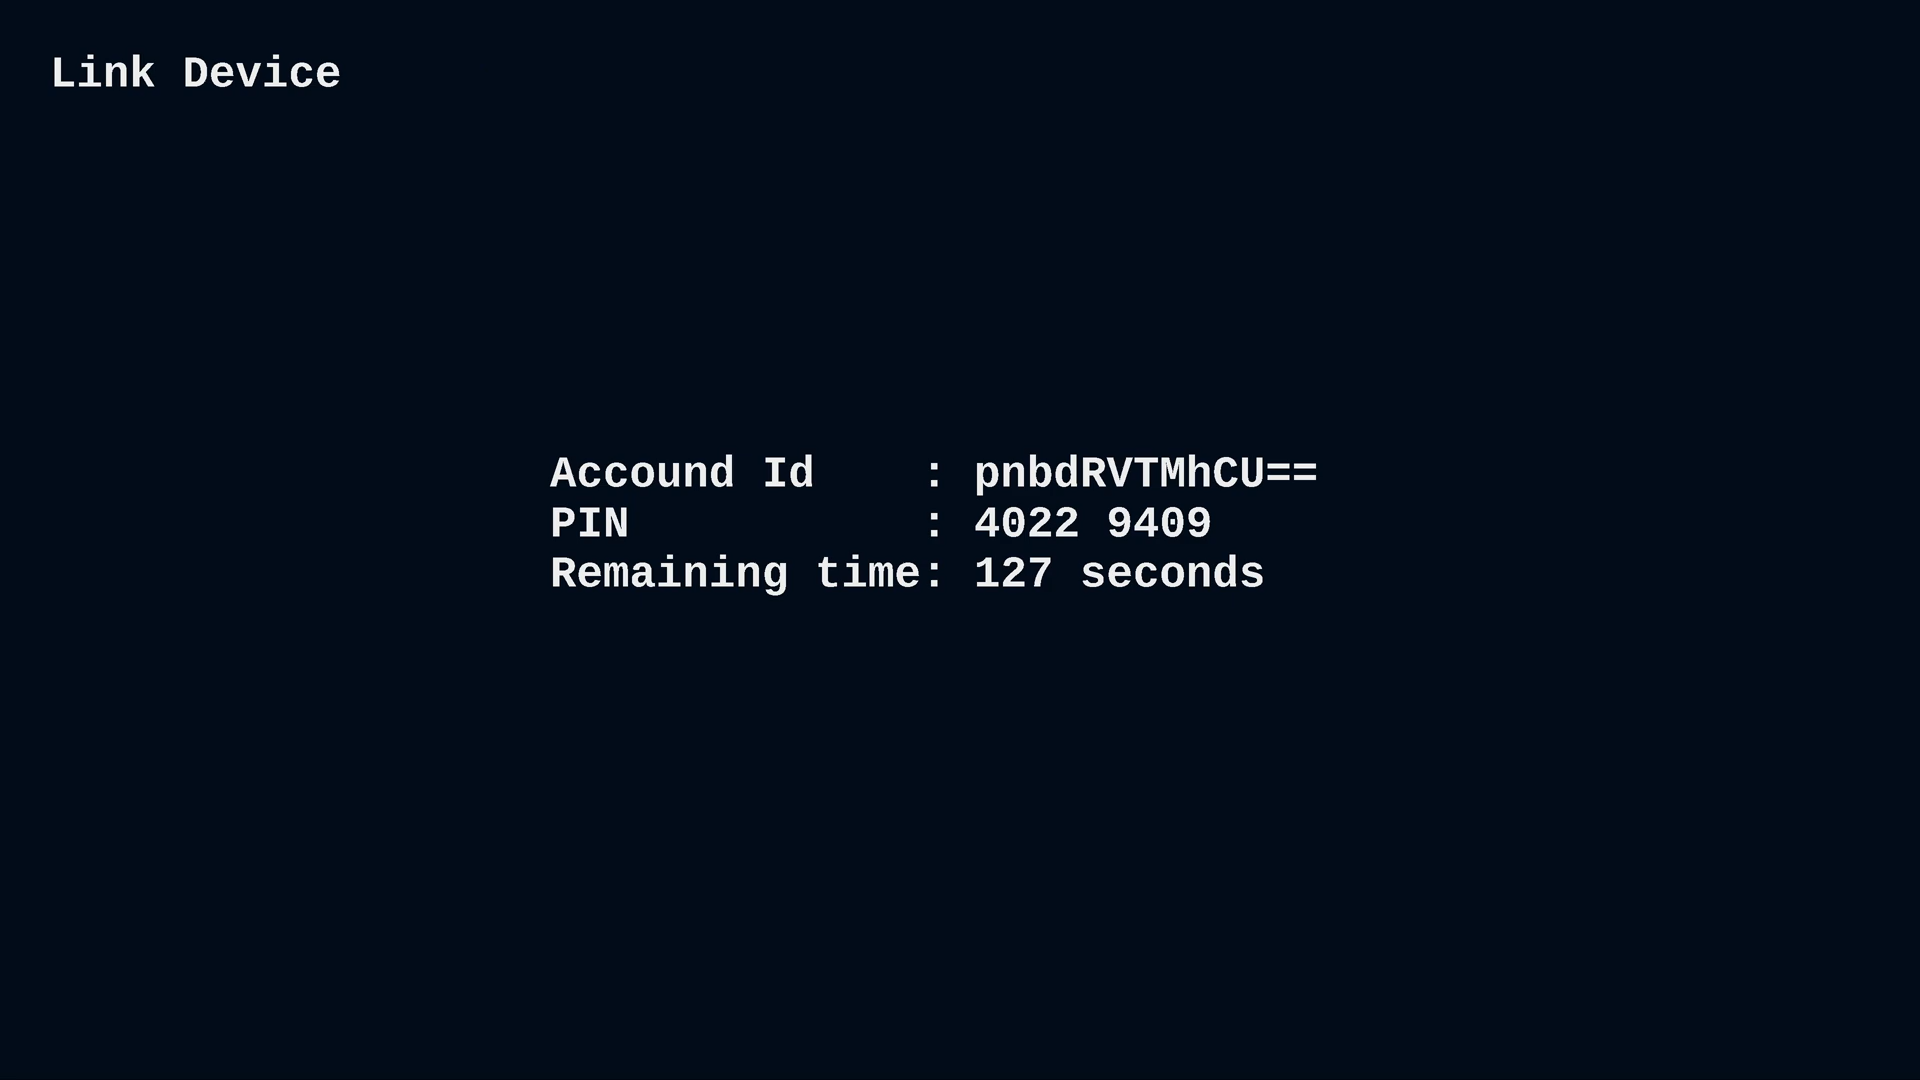 Link Device
Accound Id    : pnbdRVTMhCU==
PIN           : 4022 9409
Remaining time: 127 seconds